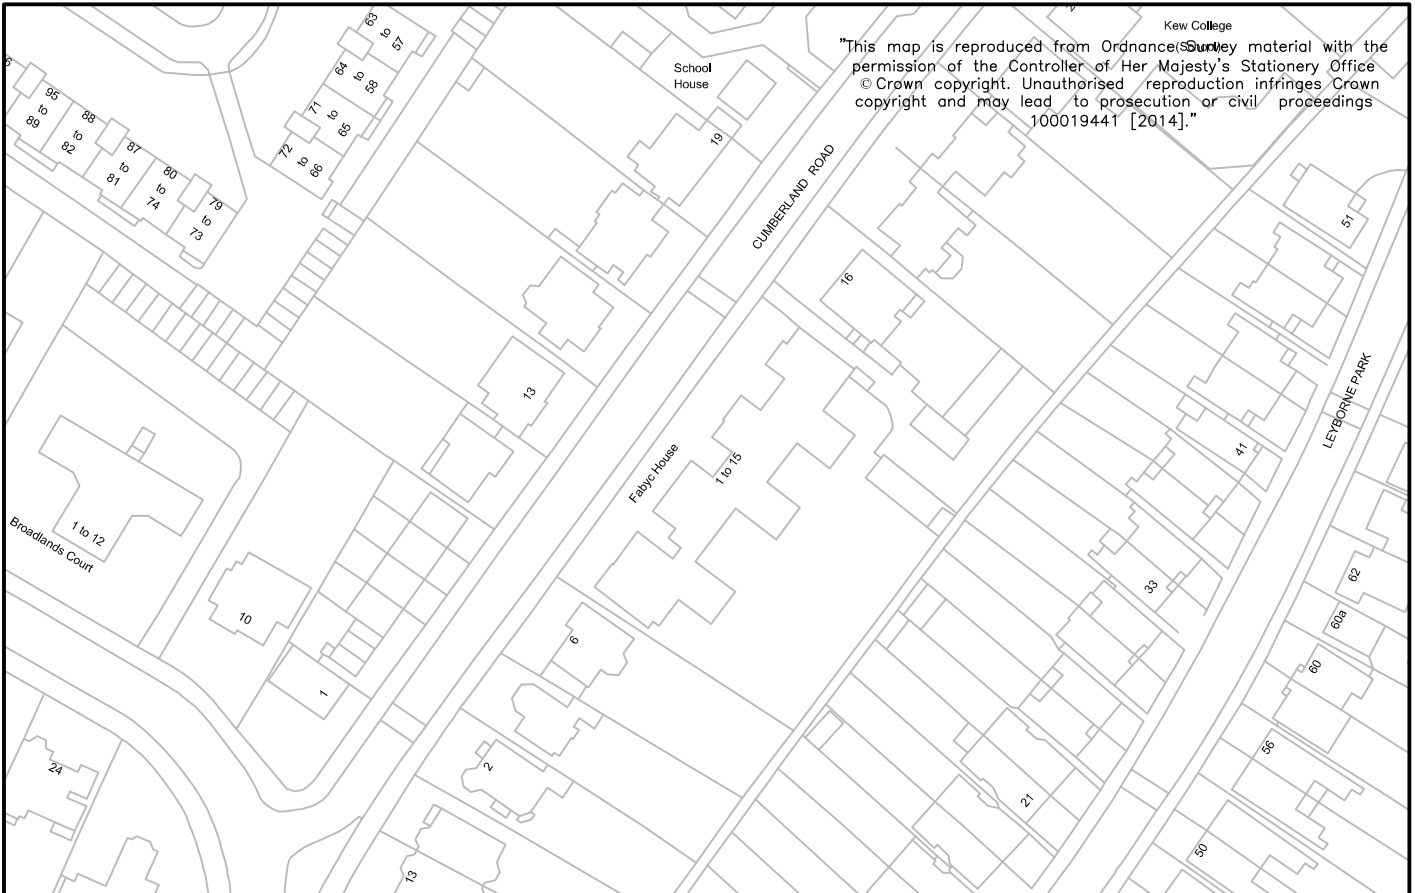 Kew College
(School)
"This map is reproduced from Ordnance Survey material with the
permission of the Controller of Her Majesty's Stationery Office
© Crown copyright. Unauthorised reproduction infringes Crown
copyright and may lead to prosecution or civil proceedings
100019441 [2014]."
63
to
57
64
to
58
71
to
65
72
to
66
95
to
89
88
to
82
87
to
81
80
to
74
79
to
73
School
House
19
CUMBERLAND ROAD
16
51
13
LEYBORNE PARK
41
Fabyc House
1 to 15
33
62
60a
60
56
50
1 to 12
Broadlands Court
10
1
6
2
24
13
21